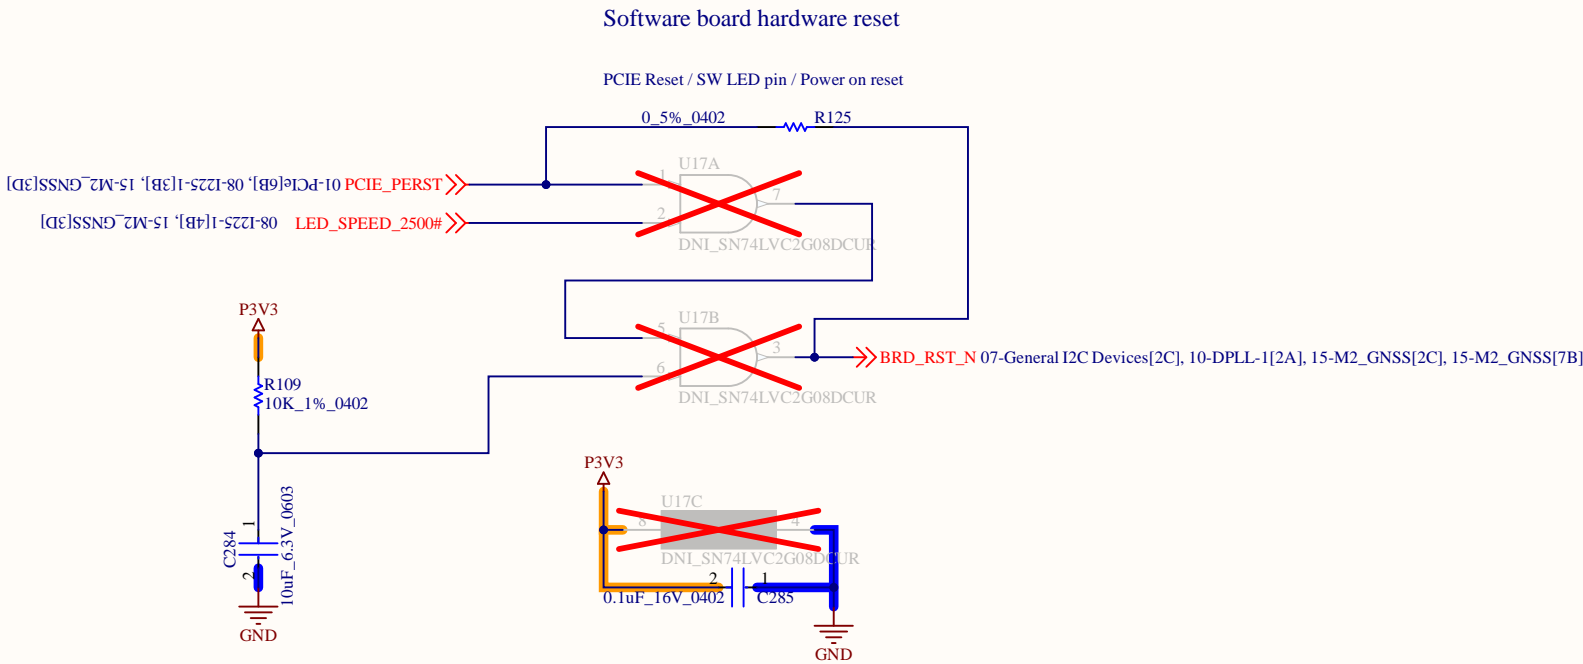 Software board hardware reset
PCIE Reset / SW LED pin / Power on reset
0_5%_0402
R125
U17A
01-PCIe[6B], 08-I225-1[3B], 15-M2_GNSS[3D]
PCIE_PERST
1
7
08-I225-1[4B], 15-M2_GNSS[3D]
LED_SPEED_2500#
2
DNI_SN74LVC2G08DCUR
P3V3
U17B
5
3
BRD_RST_N 07-General I2C Devices[2C], 10-DPLL-1[2A], 15-M2_GNSS[2C], 15-M2_GNSS[7B]
6
DNI_SN74LVC2G08DCUR
R109
10K_1%_0402
P3V3
U17C
8
4
DNI_SN74LVC2G08DCUR
1
C284
2
10uF_6.3V_0603
2
1
0.1uF_16V_0402
C285
GND
GND